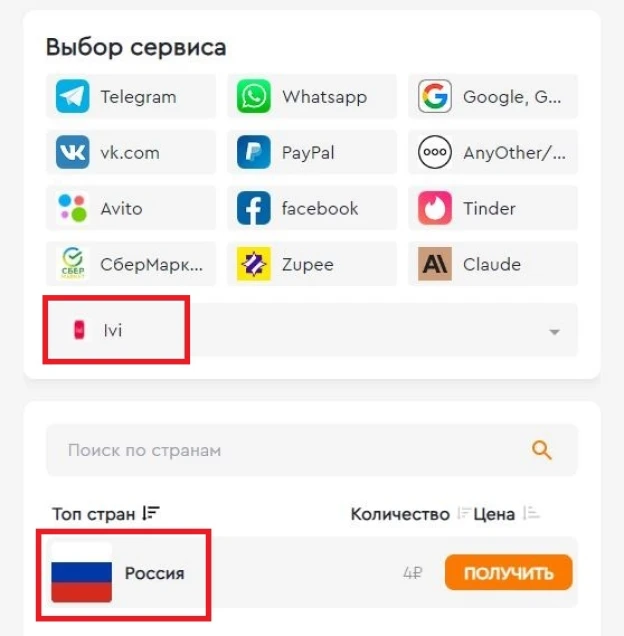 Выбор сервиса
Telegram
Whatsapp
Google, G...
vk.com
PayPal
AnyOther/...
Avito
facebook
Tinder
СБЕР
СберМарк...
Zupee
Claude
Ivi
Поиск по странам
Топ стран Количество Цена
Россия 4₽ ПОЛУЧИТЬ